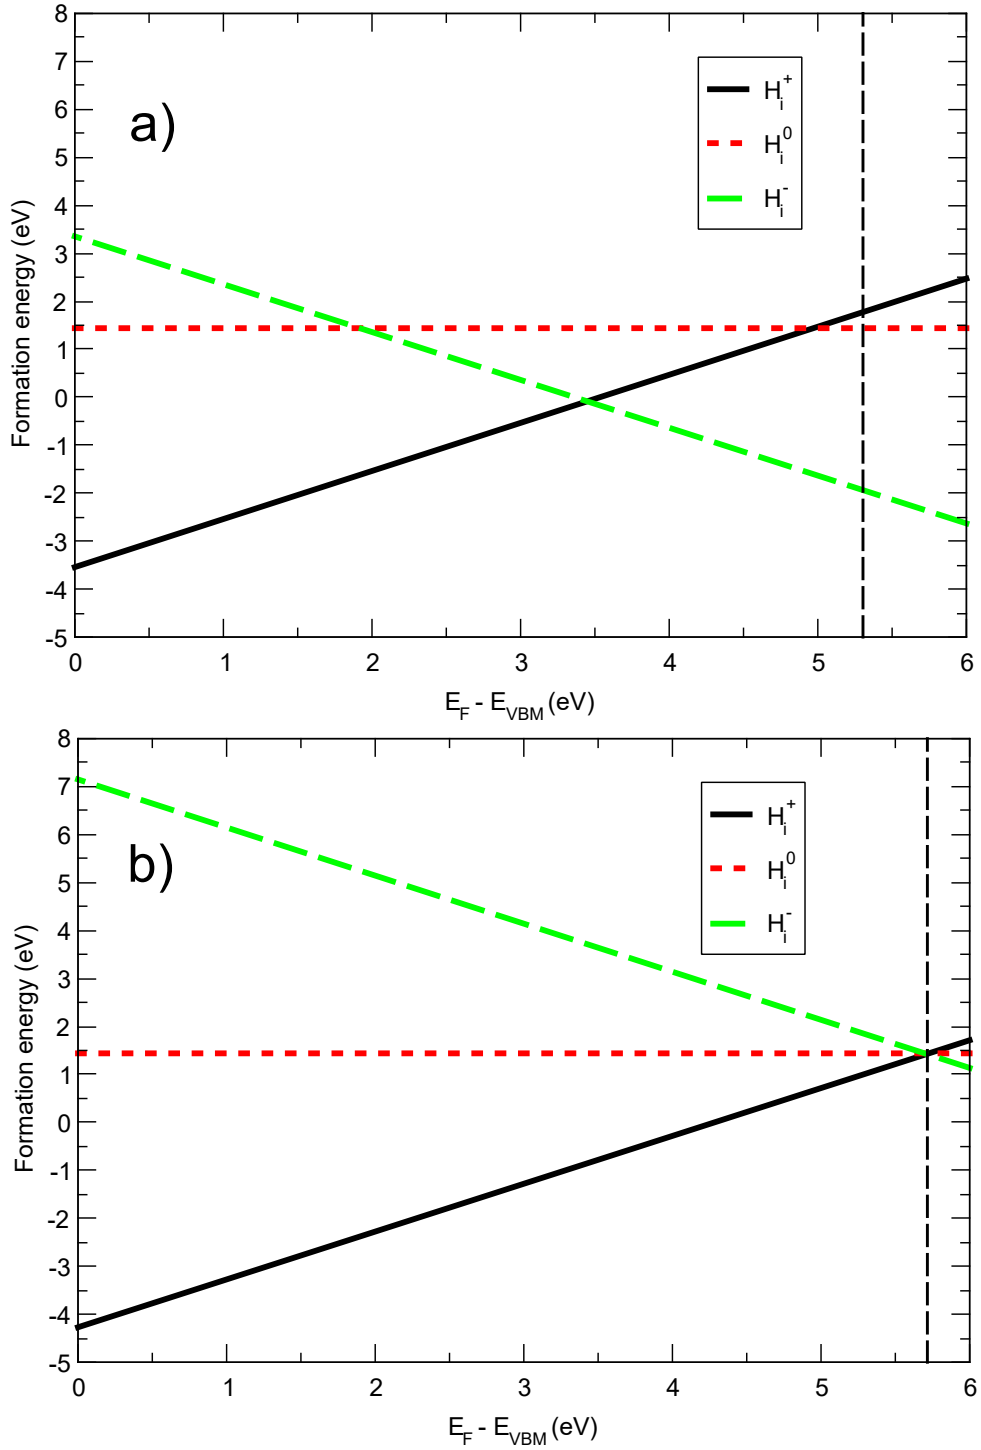 8
7
6
5
4
3
2
1
0
-1
-2
-3
-4
-5
Formation energy (eV)
a)
H_i^+
H_i^0
H_i^-
0 1 2 3 4 5 6
E_F - E_VBM (eV)
8
7
6
5
4
3
2
1
0
-1
-2
-3
-4
-5
Formation energy (eV)
b)
H_i^+
H_i^0
H_i^-
0 1 2 3 4 5 6
E_F - E_VBM (eV)